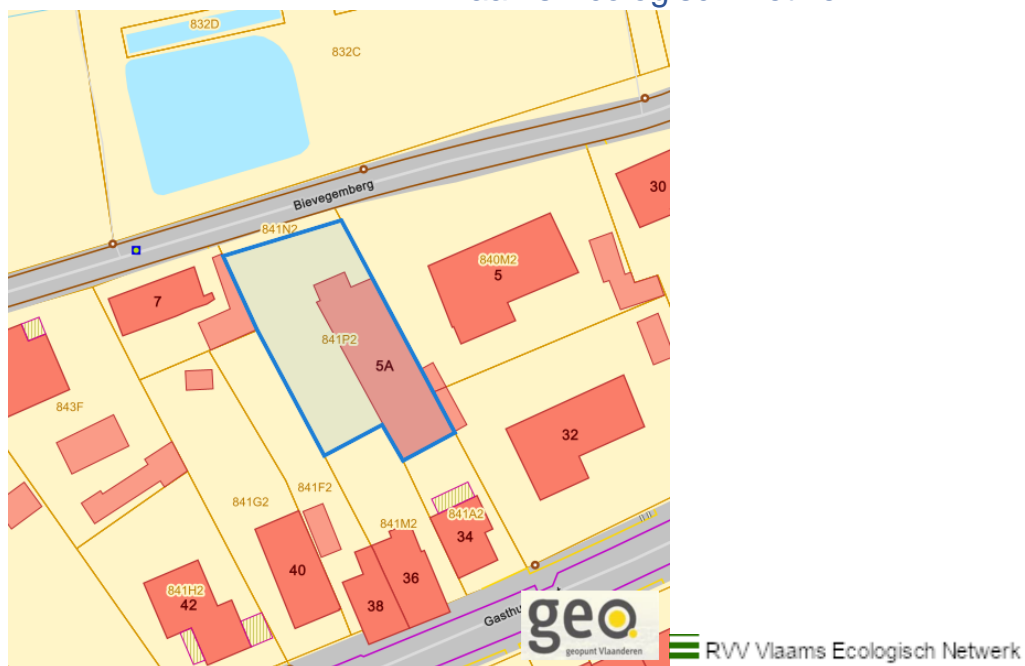 832D
832C
Bievegemberg
30
841N2
840M2
5
7
841P2
5A
843F
32
841G2
841F2
841M2
841A2
34
40
36
841H2
42
38
Gasthu
geo
geopunt Vlaanderen
RVV Vlaams Ecologisch Netwerk